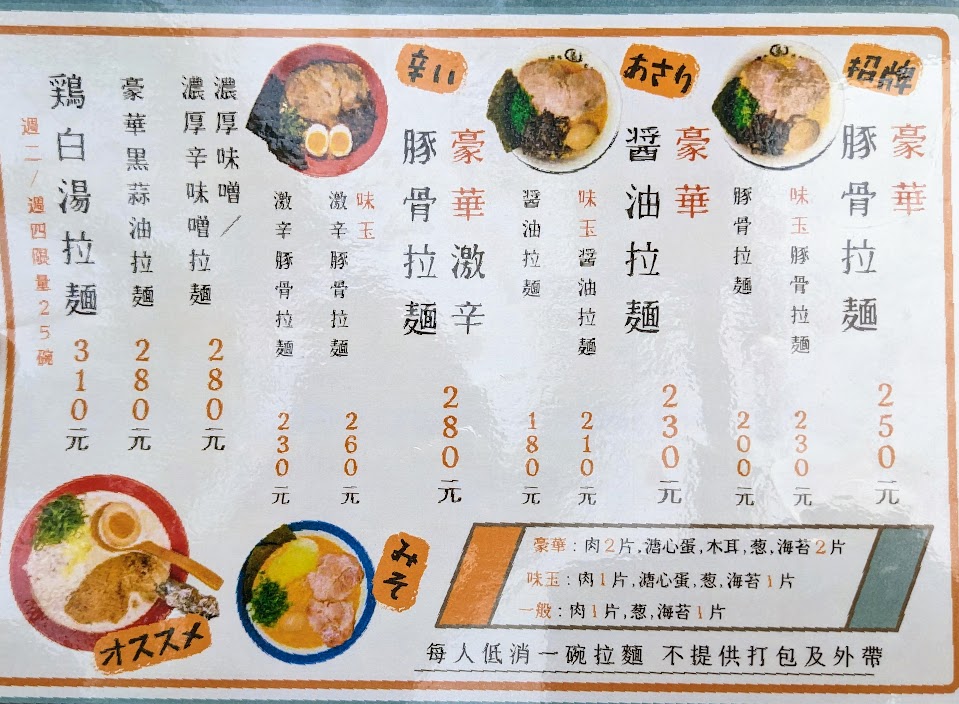 招牌
豪華
豚骨拉麵
250元
味玉豚骨拉麵
230元
豚骨拉麵
200元
あさり
豪華
醤油拉麵
230元
味玉醤油拉麵
210元
醤油拉麵
180元
辛い
豪華激辛
豚骨拉麵
280元
味玉
激辛豚骨拉麵
260元
激辛豚骨拉麵
230元
濃厚味噌/
濃厚辛味噌拉麵
280元
豪華黑蒜油拉麵
280元
鶏白湯拉麵
310元
週二/週四限量25碗
オススメ
みそ
豪華:肉2片,溏心蛋,木耳,葱,海苔2片
味玉:肉1片,溏心蛋,葱,海苔1片
一般:肉1片,葱,海苔1片
每人低消一碗拉麵 不提供打包及外帶